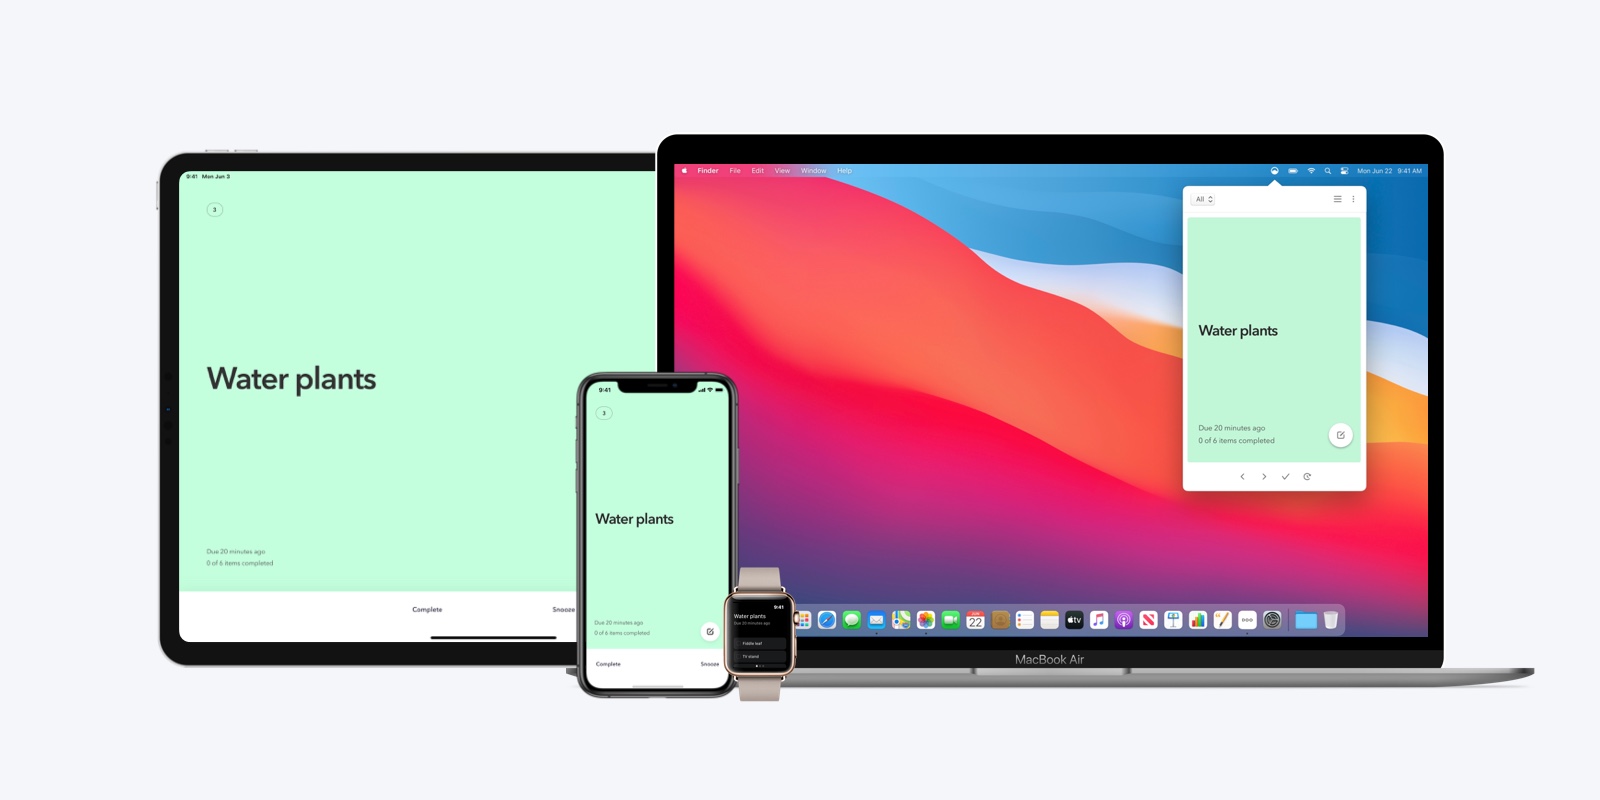 9:41 Mon Jun 3
3
Water plants
Due 20 minutes ago
0 of 6 items completed
Complete
Snooze
9:41
3
Water plants
Due 20 minutes ago
0 of 6 items completed
Complete
Snooze
9:41
Water plants
Due 20 minutes ago
Fiddle leaf
TV stand
Finder File Edit View Window Help
Mon Jun 22 9:41 AM
All
Water plants
Due 20 minutes ago
0 of 6 items completed
JUN
22
tv
MacBook Air